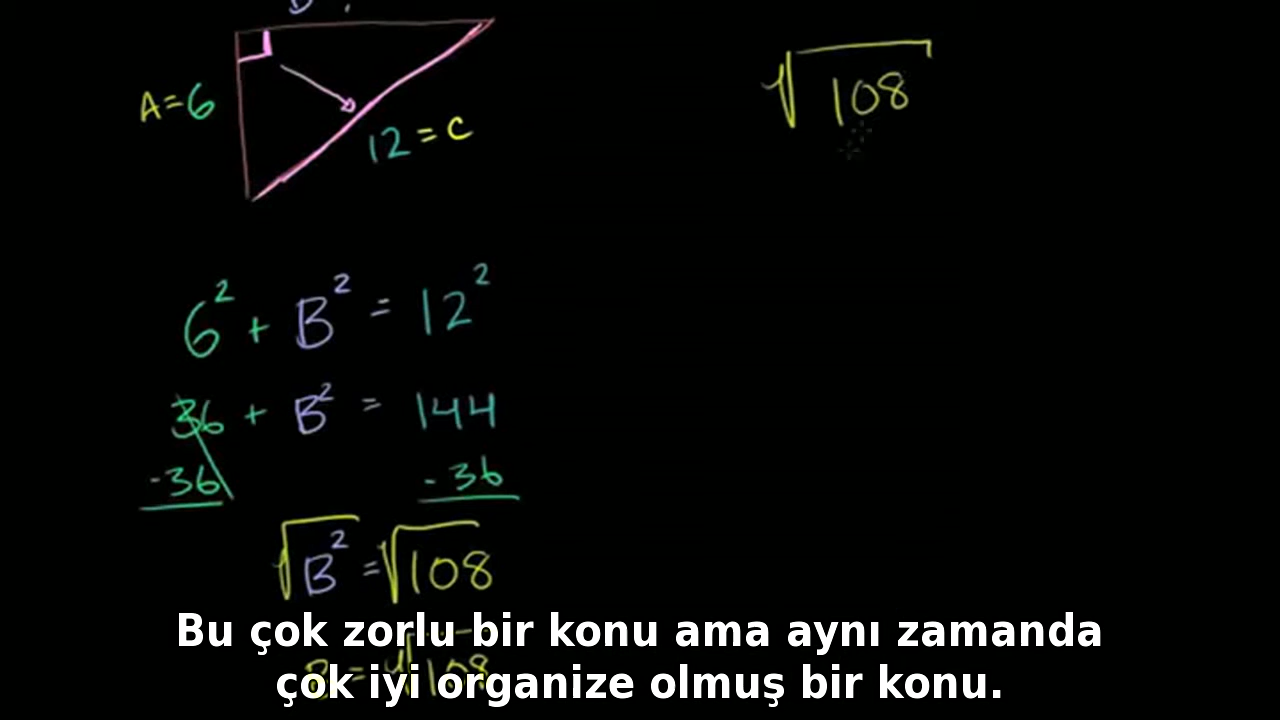 A=6
12 = C
√108
6² + B² = 12²
36 + B² = 144
-36 - 36
√B² = √108
B = √108
Bu çok zorlu bir konu ama aynı zamanda
çok iyi organize olmuş bir konu.